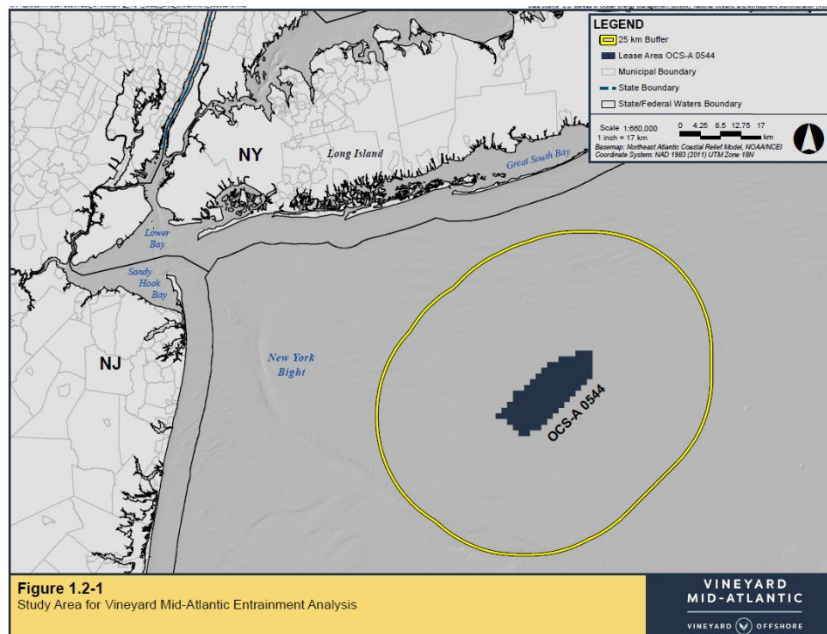 LEGEND
25 km Buffer
Lease Area OCS-A 0544
Municipal Boundary
State Boundary
State/Federal Waters Boundary
Scale 1:660,000
1 inch = 17 km
0 4.25 8.5 12.75 17
km
Basemap: Northeast Atlantic Coastal Relief Model, NOAA/NCEI
Coordinate System: NAD 1983 (2011) UTM Zone 18N
NY
Long Island
Great South Bay
Lower
Bay
Sandy
Hook
Bay
NJ
New York
Bight
OCS-A 0544
Figure 1.2-1
Study Area for Vineyard Mid-Atlantic Entrainment Analysis
VINEYARD
MID-ATLANTIC
VINEYARD OFFSHORE